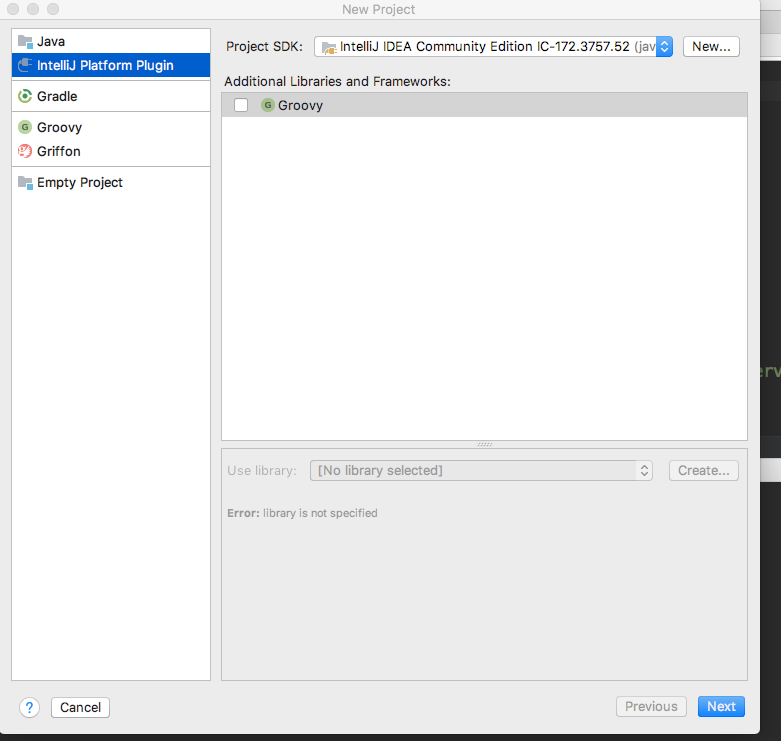 New Project
Java
IntelliJ Platform Plugin
Gradle
Groovy
Griffon
Empty Project
Project SDK: IntelliJ IDEA Community Edition IC-172.3757.52 (jav New...
Additional Libraries and Frameworks:
Groovy
Use library: [No library selected] Create...
Error: library is not specified
? Cancel Previous Next